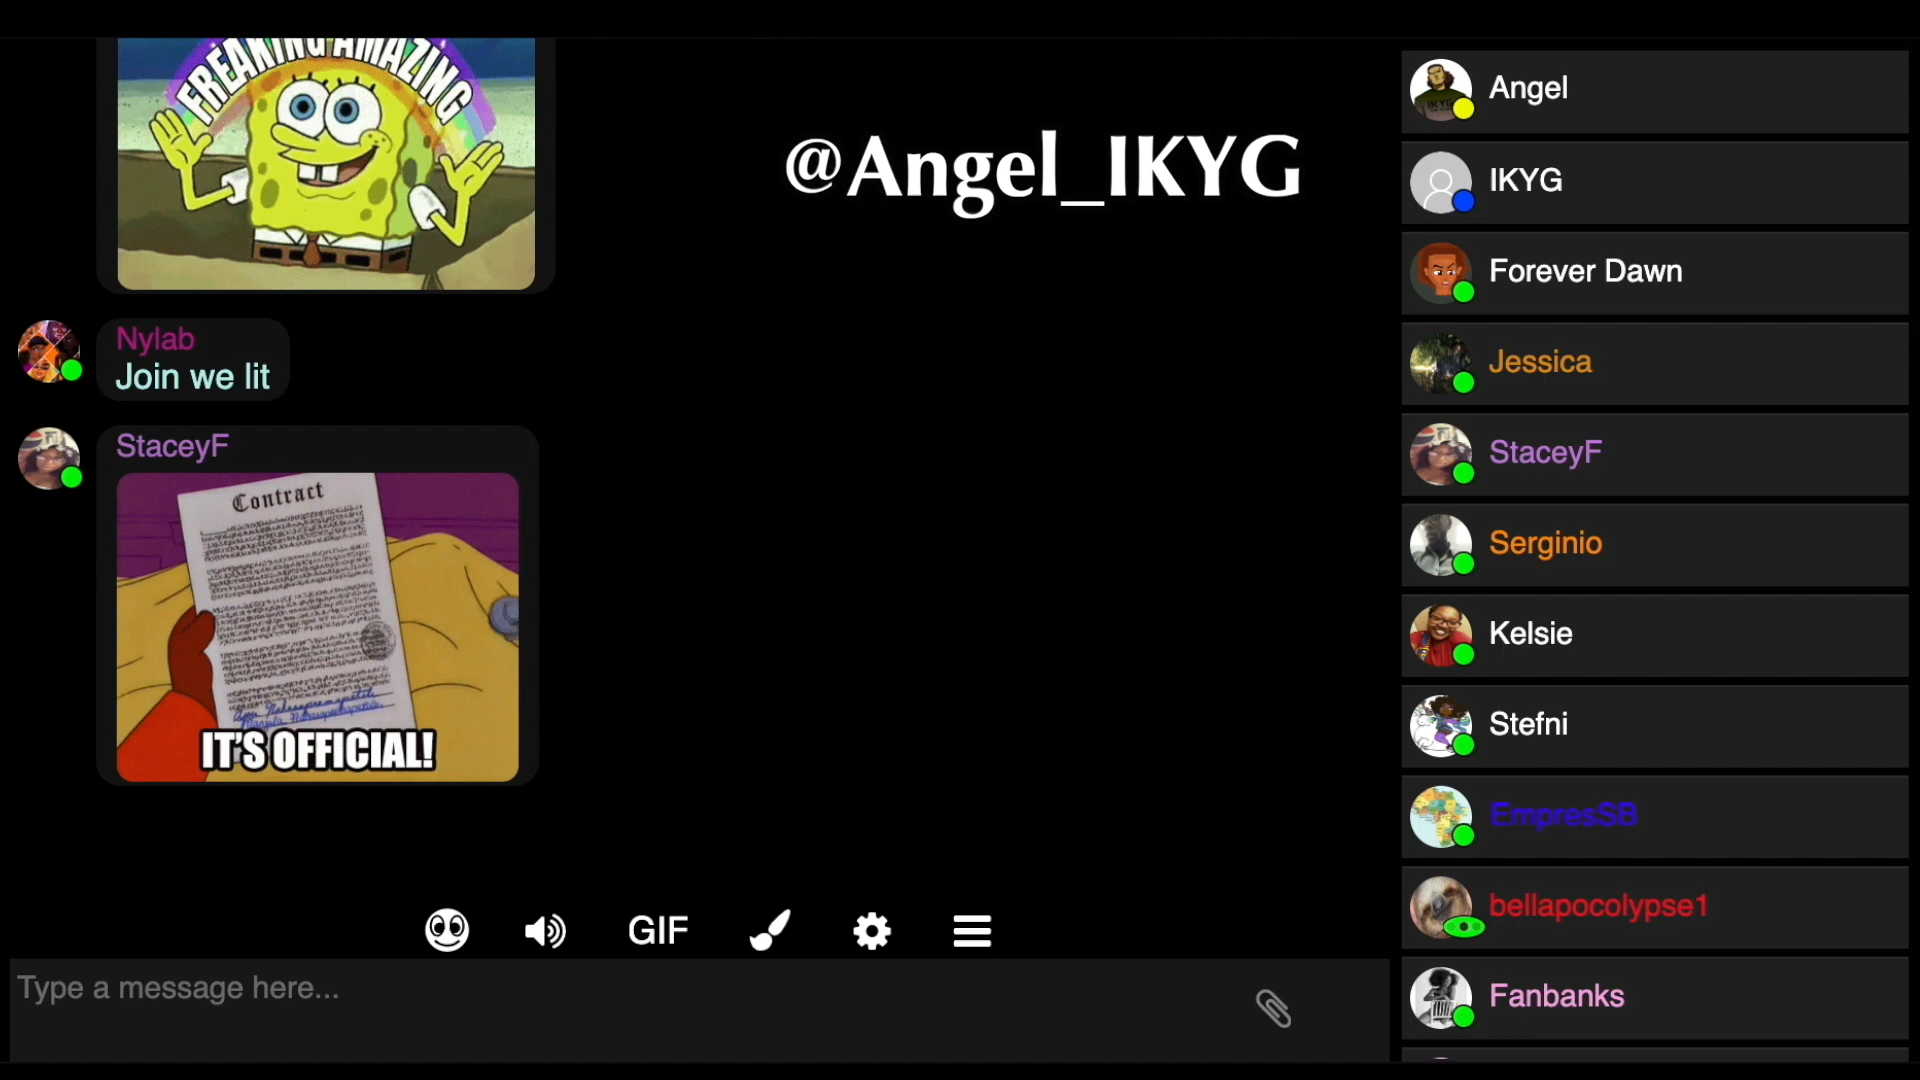 FREAKING AMAZING
@Angel_IKYG
Nylab
Join we lit
StaceyF
Contract
IT'S OFFICIAL!
GIF
Type a message here...
Angel
IKYG
IKYG
Forever Dawn
Jessica
StaceyF
Serginio
Kelsie
Stefni
EmpresSB
bellapocolypse1
Fanbanks